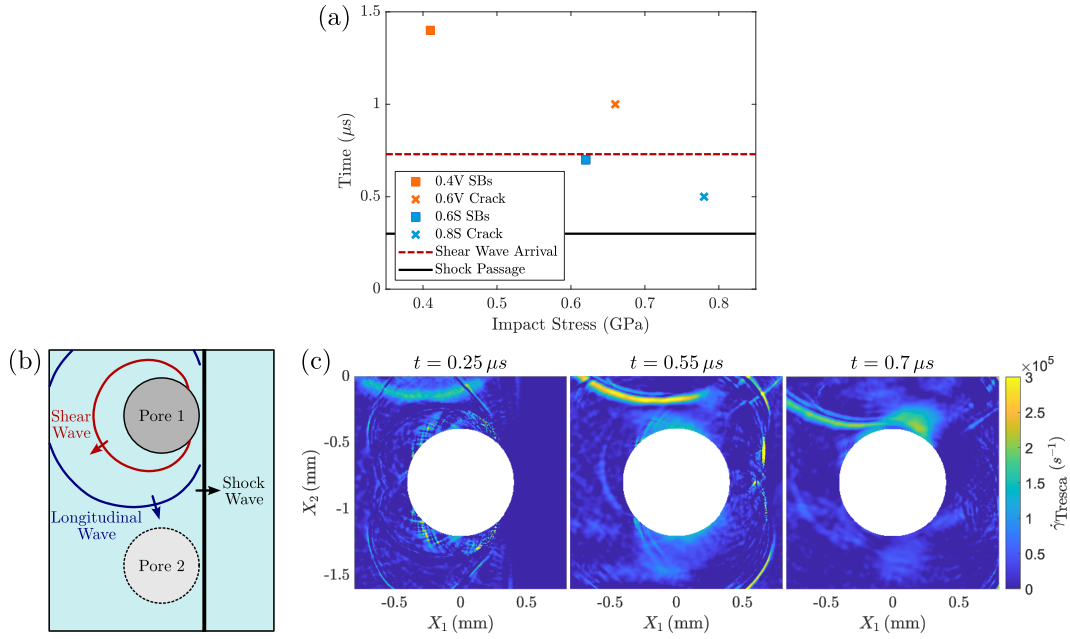 (a)
1.5
1
0.5
0
Time (μs)
0.4V SBs
0.6V Crack
0.6S SBs
0.8S Crack
Shear Wave Arrival
Shock Passage
0.4
0.5
0.6
0.7
0.8
Impact Stress (GPa)
(b)
Pore 1
Shear
Wave
Shock
Wave
Longitudinal
Wave
Pore 2
(c)
t = 0.25 μs
t = 0.55 μs
t = 0.7 μs
0
-0.5
-1
-1.5
X₂ (mm)
-0.5
0
0.5
X₁ (mm)
-0.5
0
0.5
X₁ (mm)
-0.5
0
0.5
X₁ (mm)
×10⁵
3
2.5
2
1.5
1
0.5
0
γ̇Tresca (s⁻¹)